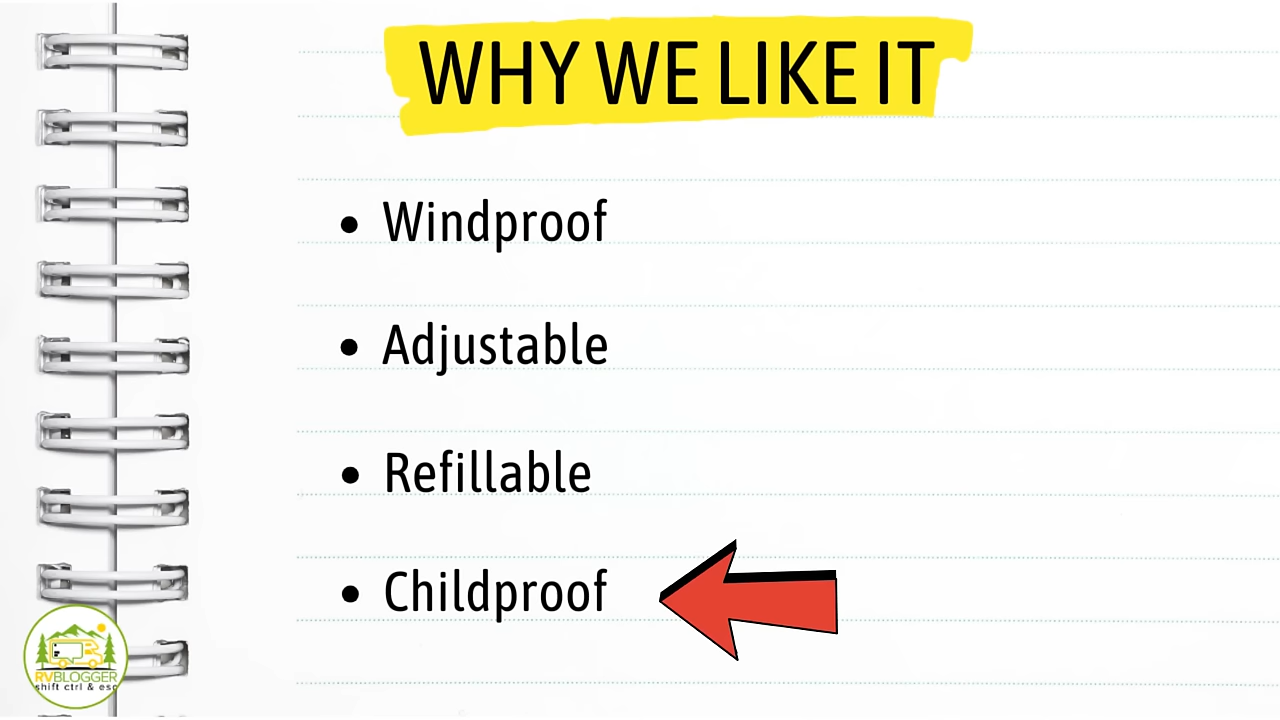 WHY WE LIKE IT
• Windproof
• Adjustable
• Refillable
• Childproof
RVBLOGGER
shift ctrl & esc